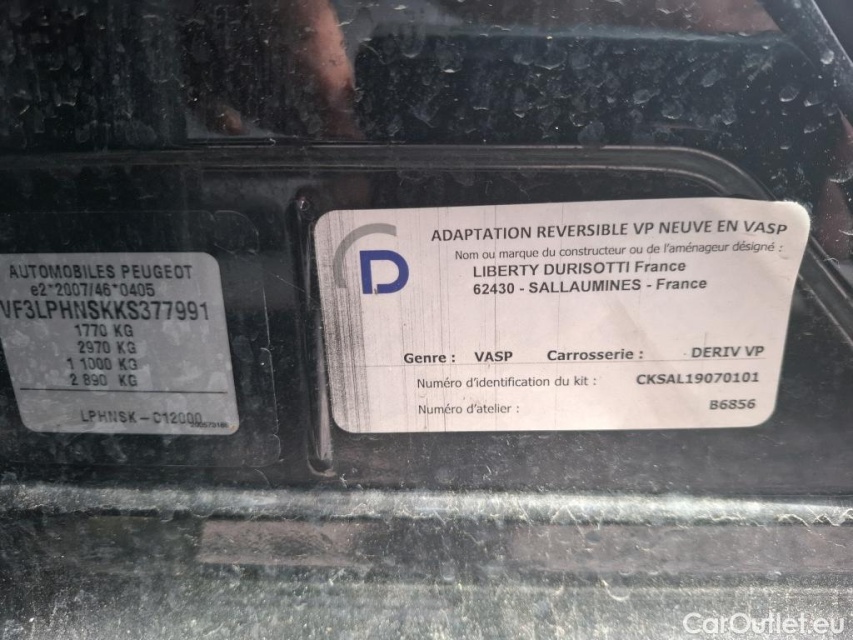 AUTOMOBILES PEUGEOT
e2*2007/46*0405
VF3LPHNSKKS377991
1770 KG
2970 KG
1 1000 KG
2 890 KG
LPHNSK-C12000
D
ADAPTATION REVERSIBLE VP NEUVE EN VASP
Nom ou marque du constructeur ou de l'aménageur désigné :
LIBERTY DURISOTTI France
62430 - SALLAUMINES - France
Genre : VASP Carrosserie : DERIV VP
Numéro d'identification du kit : CKSAL19070101
Numéro d'atelier : B6856
CarOutlet.eu